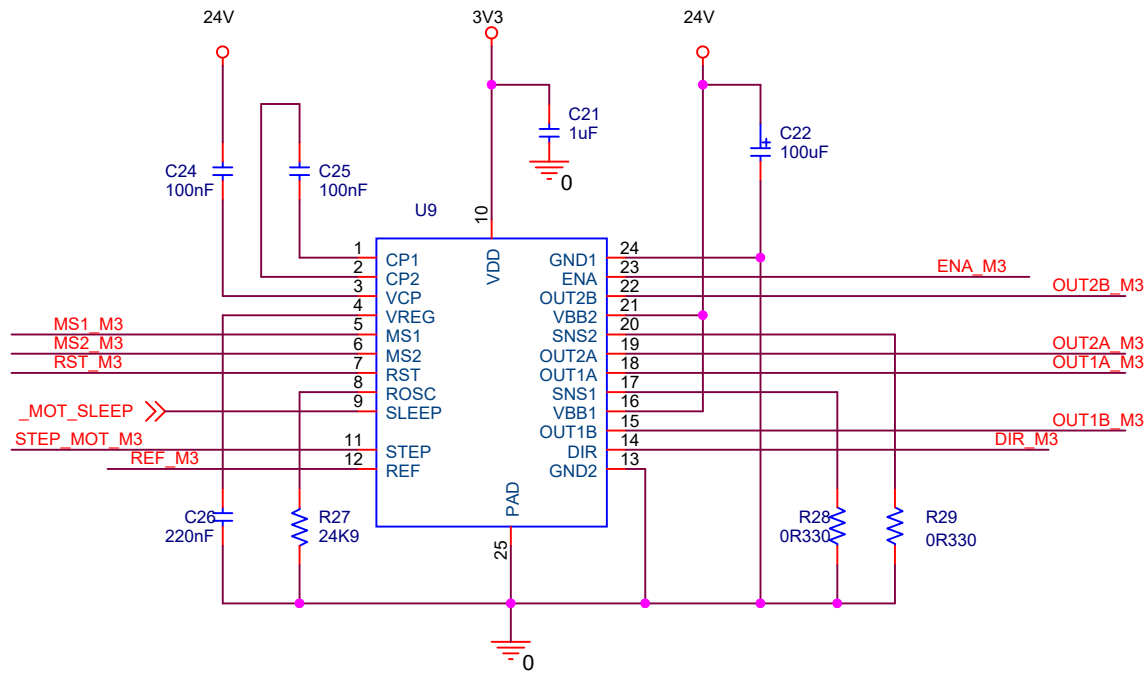 24V
3V3
24V
C21
1uF
C22
100uF
+
C24
100nF
C25
100nF
0
U9
10
VDD
1
CP1
2
CP2
3
VCP
4
VREG
5
MS1
6
MS2
7
RST
8
ROSC
9
SLEEP
11
STEP
12
REF
24
GND1
23
ENA
22
OUT2B
21
VBB2
20
SNS2
19
OUT2A
18
OUT1A
17
SNS1
16
VBB1
15
OUT1B
14
DIR
13
GND2
PAD
25
MS1_M3
MS2_M3
RST_M3
_MOT_SLEEP
STEP_MOT_M3
REF_M3
ENA_M3
OUT2B_M3
OUT2A_M3
OUT1A_M3
OUT1B_M3
DIR_M3
C26
220nF
R27
24K9
R28
0R330
R29
0R330
0